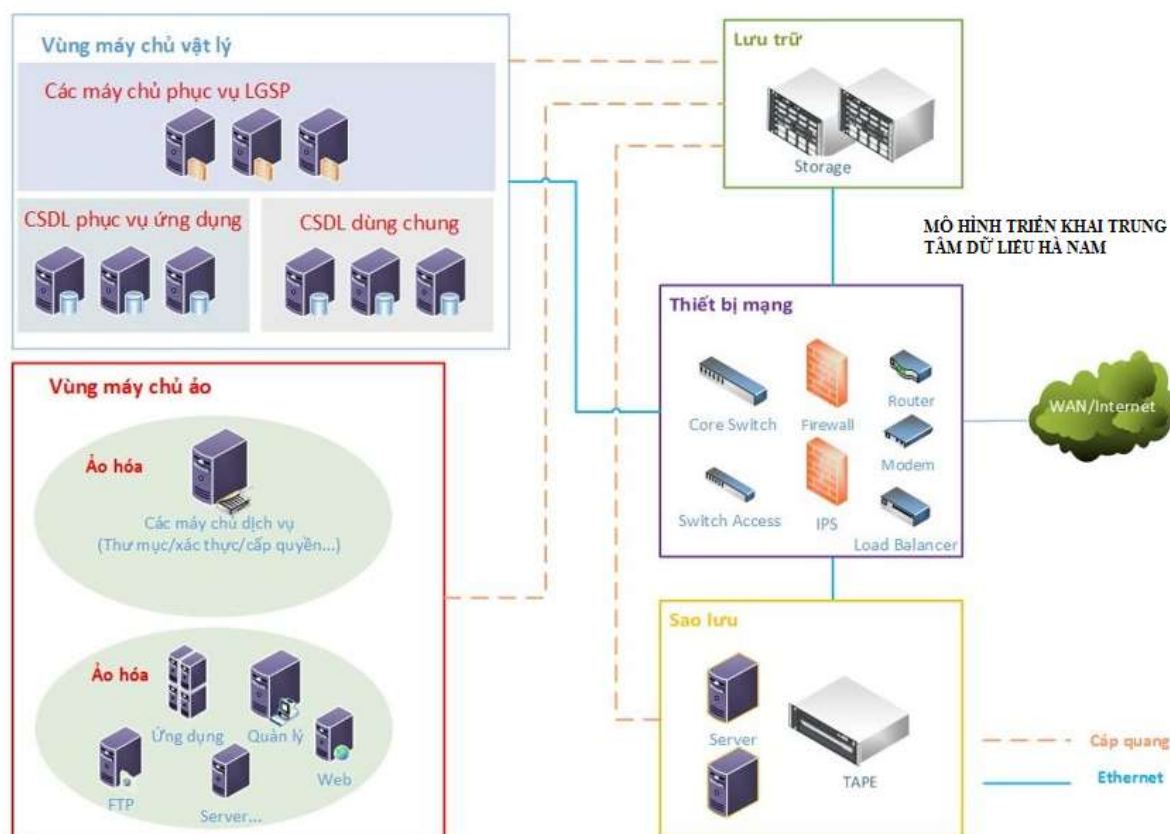 Vùng máy chủ vật lý
Các máy chủ phục vụ LGSP
CSDL phục vụ ứng dụng
CSDL dùng chung
Lưu trữ
Storage
MÔ HÌNH TRIỂN KHAI TRUNG
TÂM DỮ LIÊU HÀ NAM
Thiết bị mạng
Core Switch
Firewall
Router
Modem
Switch Access
IPS
Load Balancer
WAN/Internet
Vùng máy chủ ảo
Ảo hóa
Các máy chủ dịch vụ
(Thư mục/xác thực/cấp quyền...)
Ảo hóa
Ứng dụng
Quản lý
Web
FTP
Server...
Sao lưu
Server
TAPE
Cáp quang
Ethernet